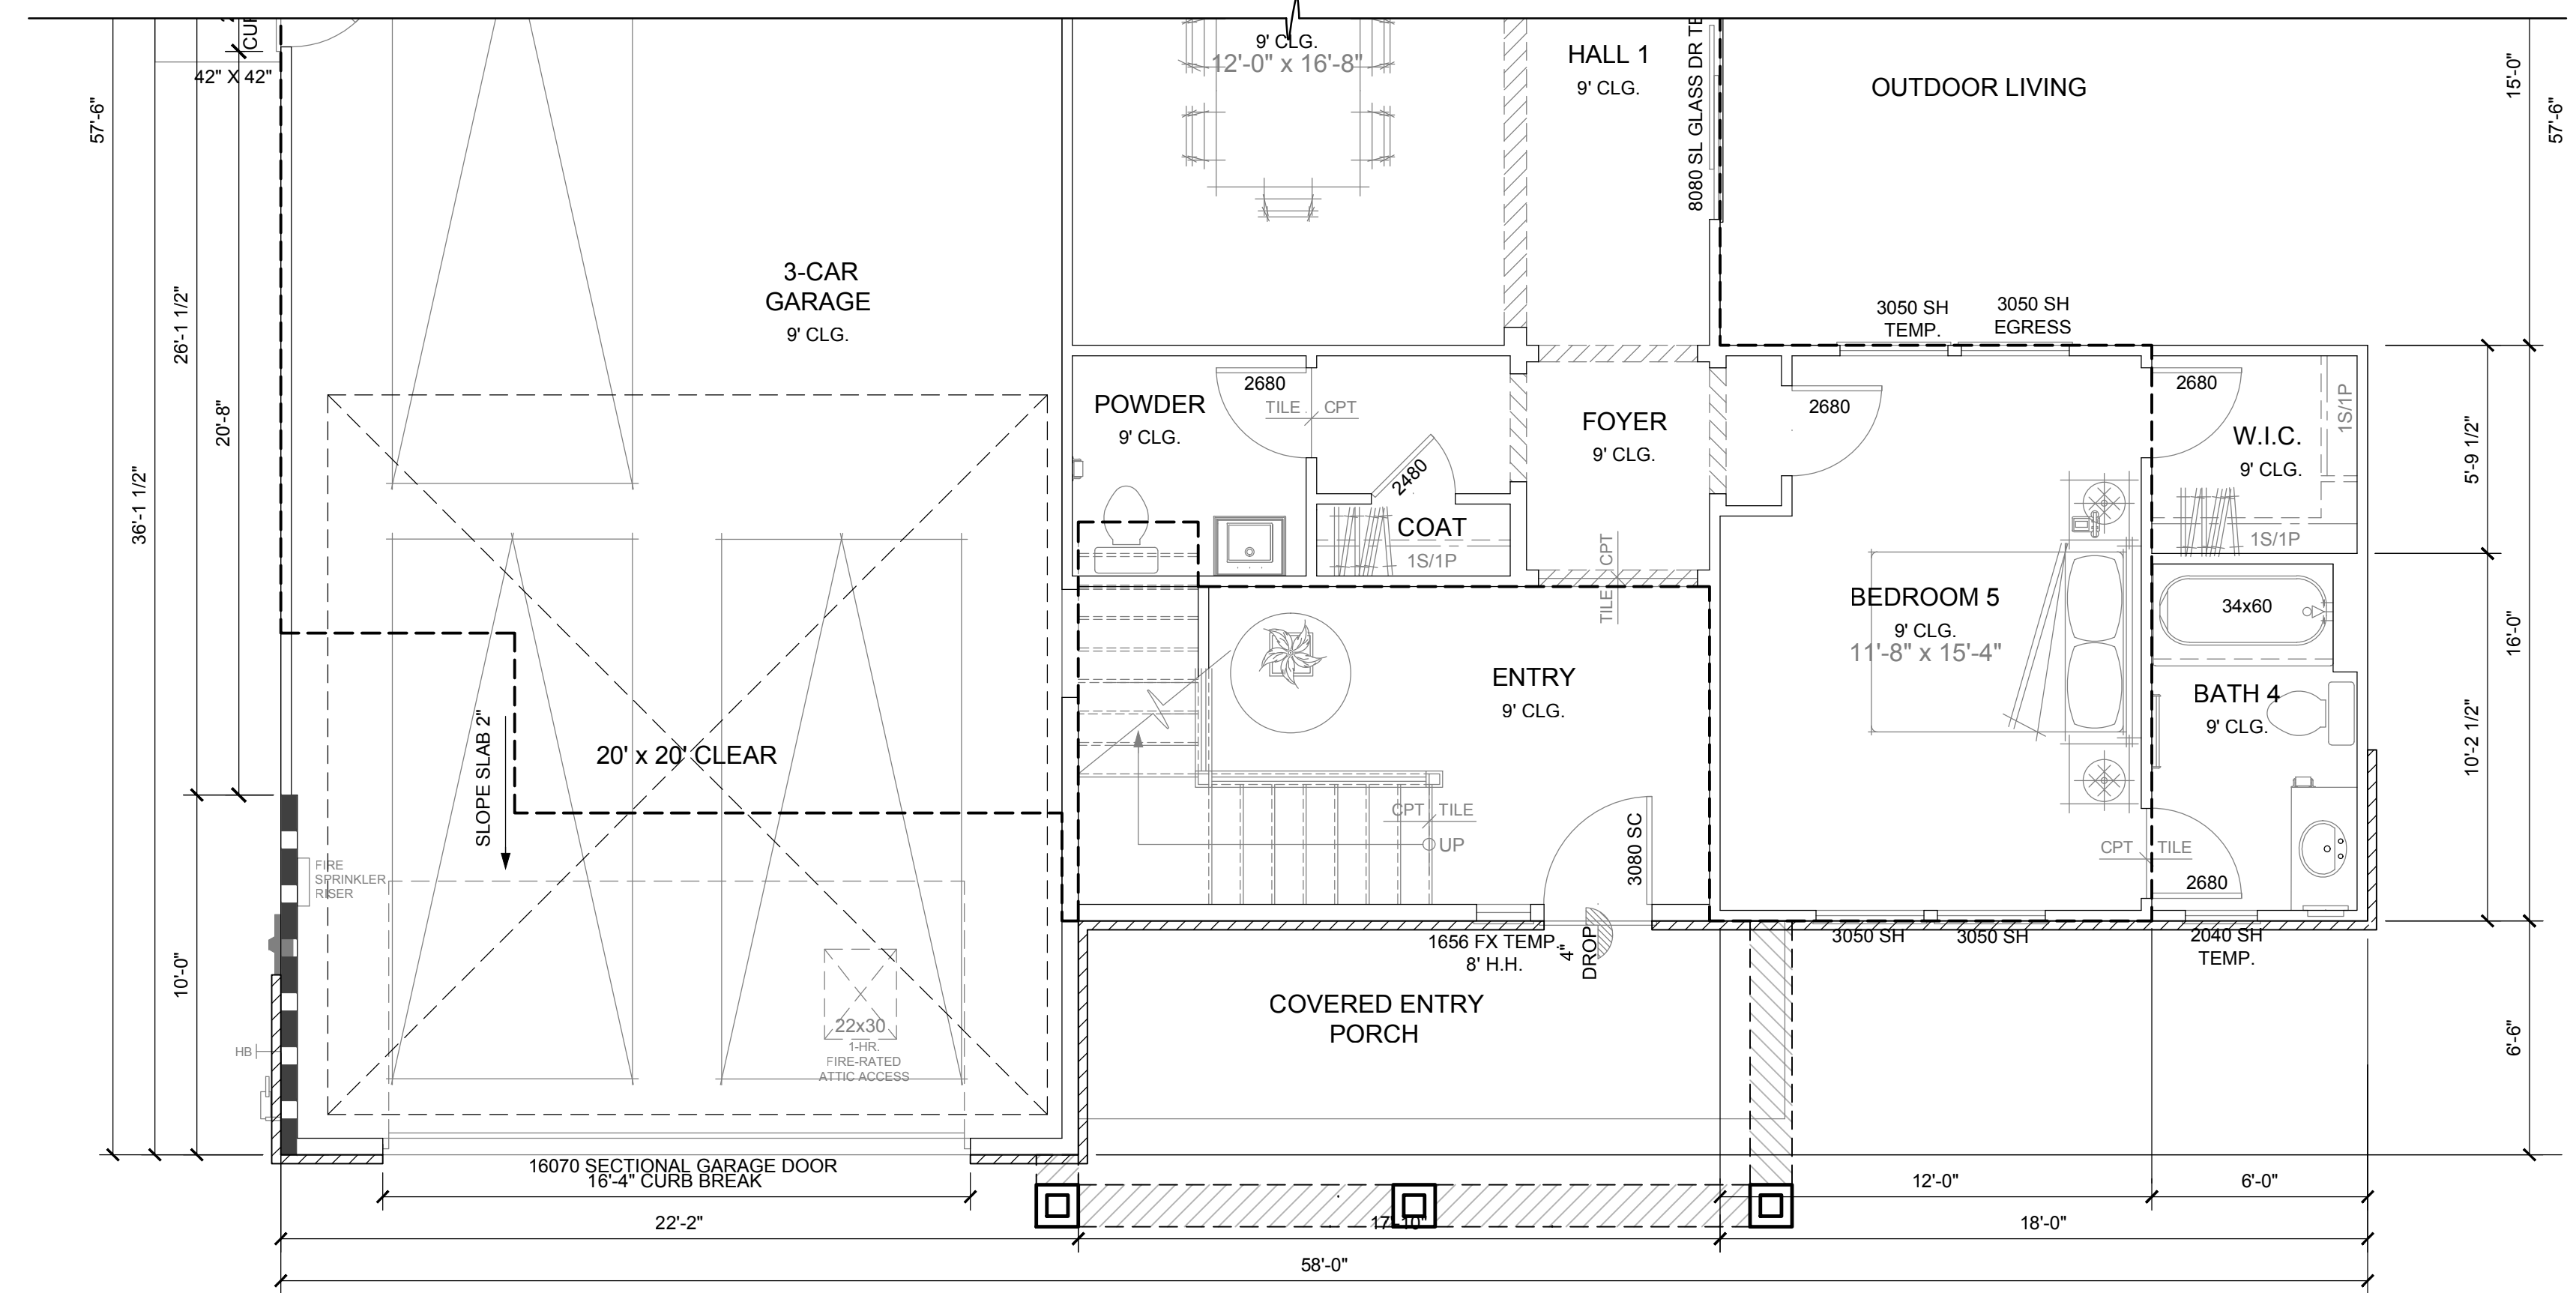 CU
42" X 42"
57'-6"
36'-1 1/2"
26'-1 1/2"
20'-8"
10'-0"
9' CLG.
12'-0" x 16'-8"
HALL 1
9' CLG.
8080 SL GLASS DR TE
OUTDOOR LIVING
15'-0"
57'-6"
3-CAR
GARAGE
9' CLG.
3050 SH
TEMP.
3050 SH
EGRESS
POWDER
9' CLG.
2680
TILE
CPT
2480
COAT
1S/1P
FOYER
9' CLG.
TILE
CPT
2680
2680
W.I.C.
9' CLG.
1S/1P
1S/1P
5'-9 1/2"
BEDROOM 5
9' CLG.
11'-8" x 15'-4"
34x60
16'-0"
ENTRY
9' CLG.
BATH 4
9' CLG.
10'-2 1/2"
SLOPE SLAB 2"
20' x 20' CLEAR
CPT
TILE
UP
3080 SC
CPT
TILE
2680
FIRE
SPRINKLER
RISER
1656 FX TEMP.
8' H.H.
4"
DROP
3050 SH
3050 SH
2040 SH
TEMP.
COVERED ENTRY
PORCH
6'-6"
22x30
1-HR.
FIRE-RATED
ATTIC ACCESS
HB
16070 SECTIONAL GARAGE DOOR
16'-4" CURB BREAK
12'-0"
6'-0"
22'-2"
17'-10"
18'-0"
58'-0"